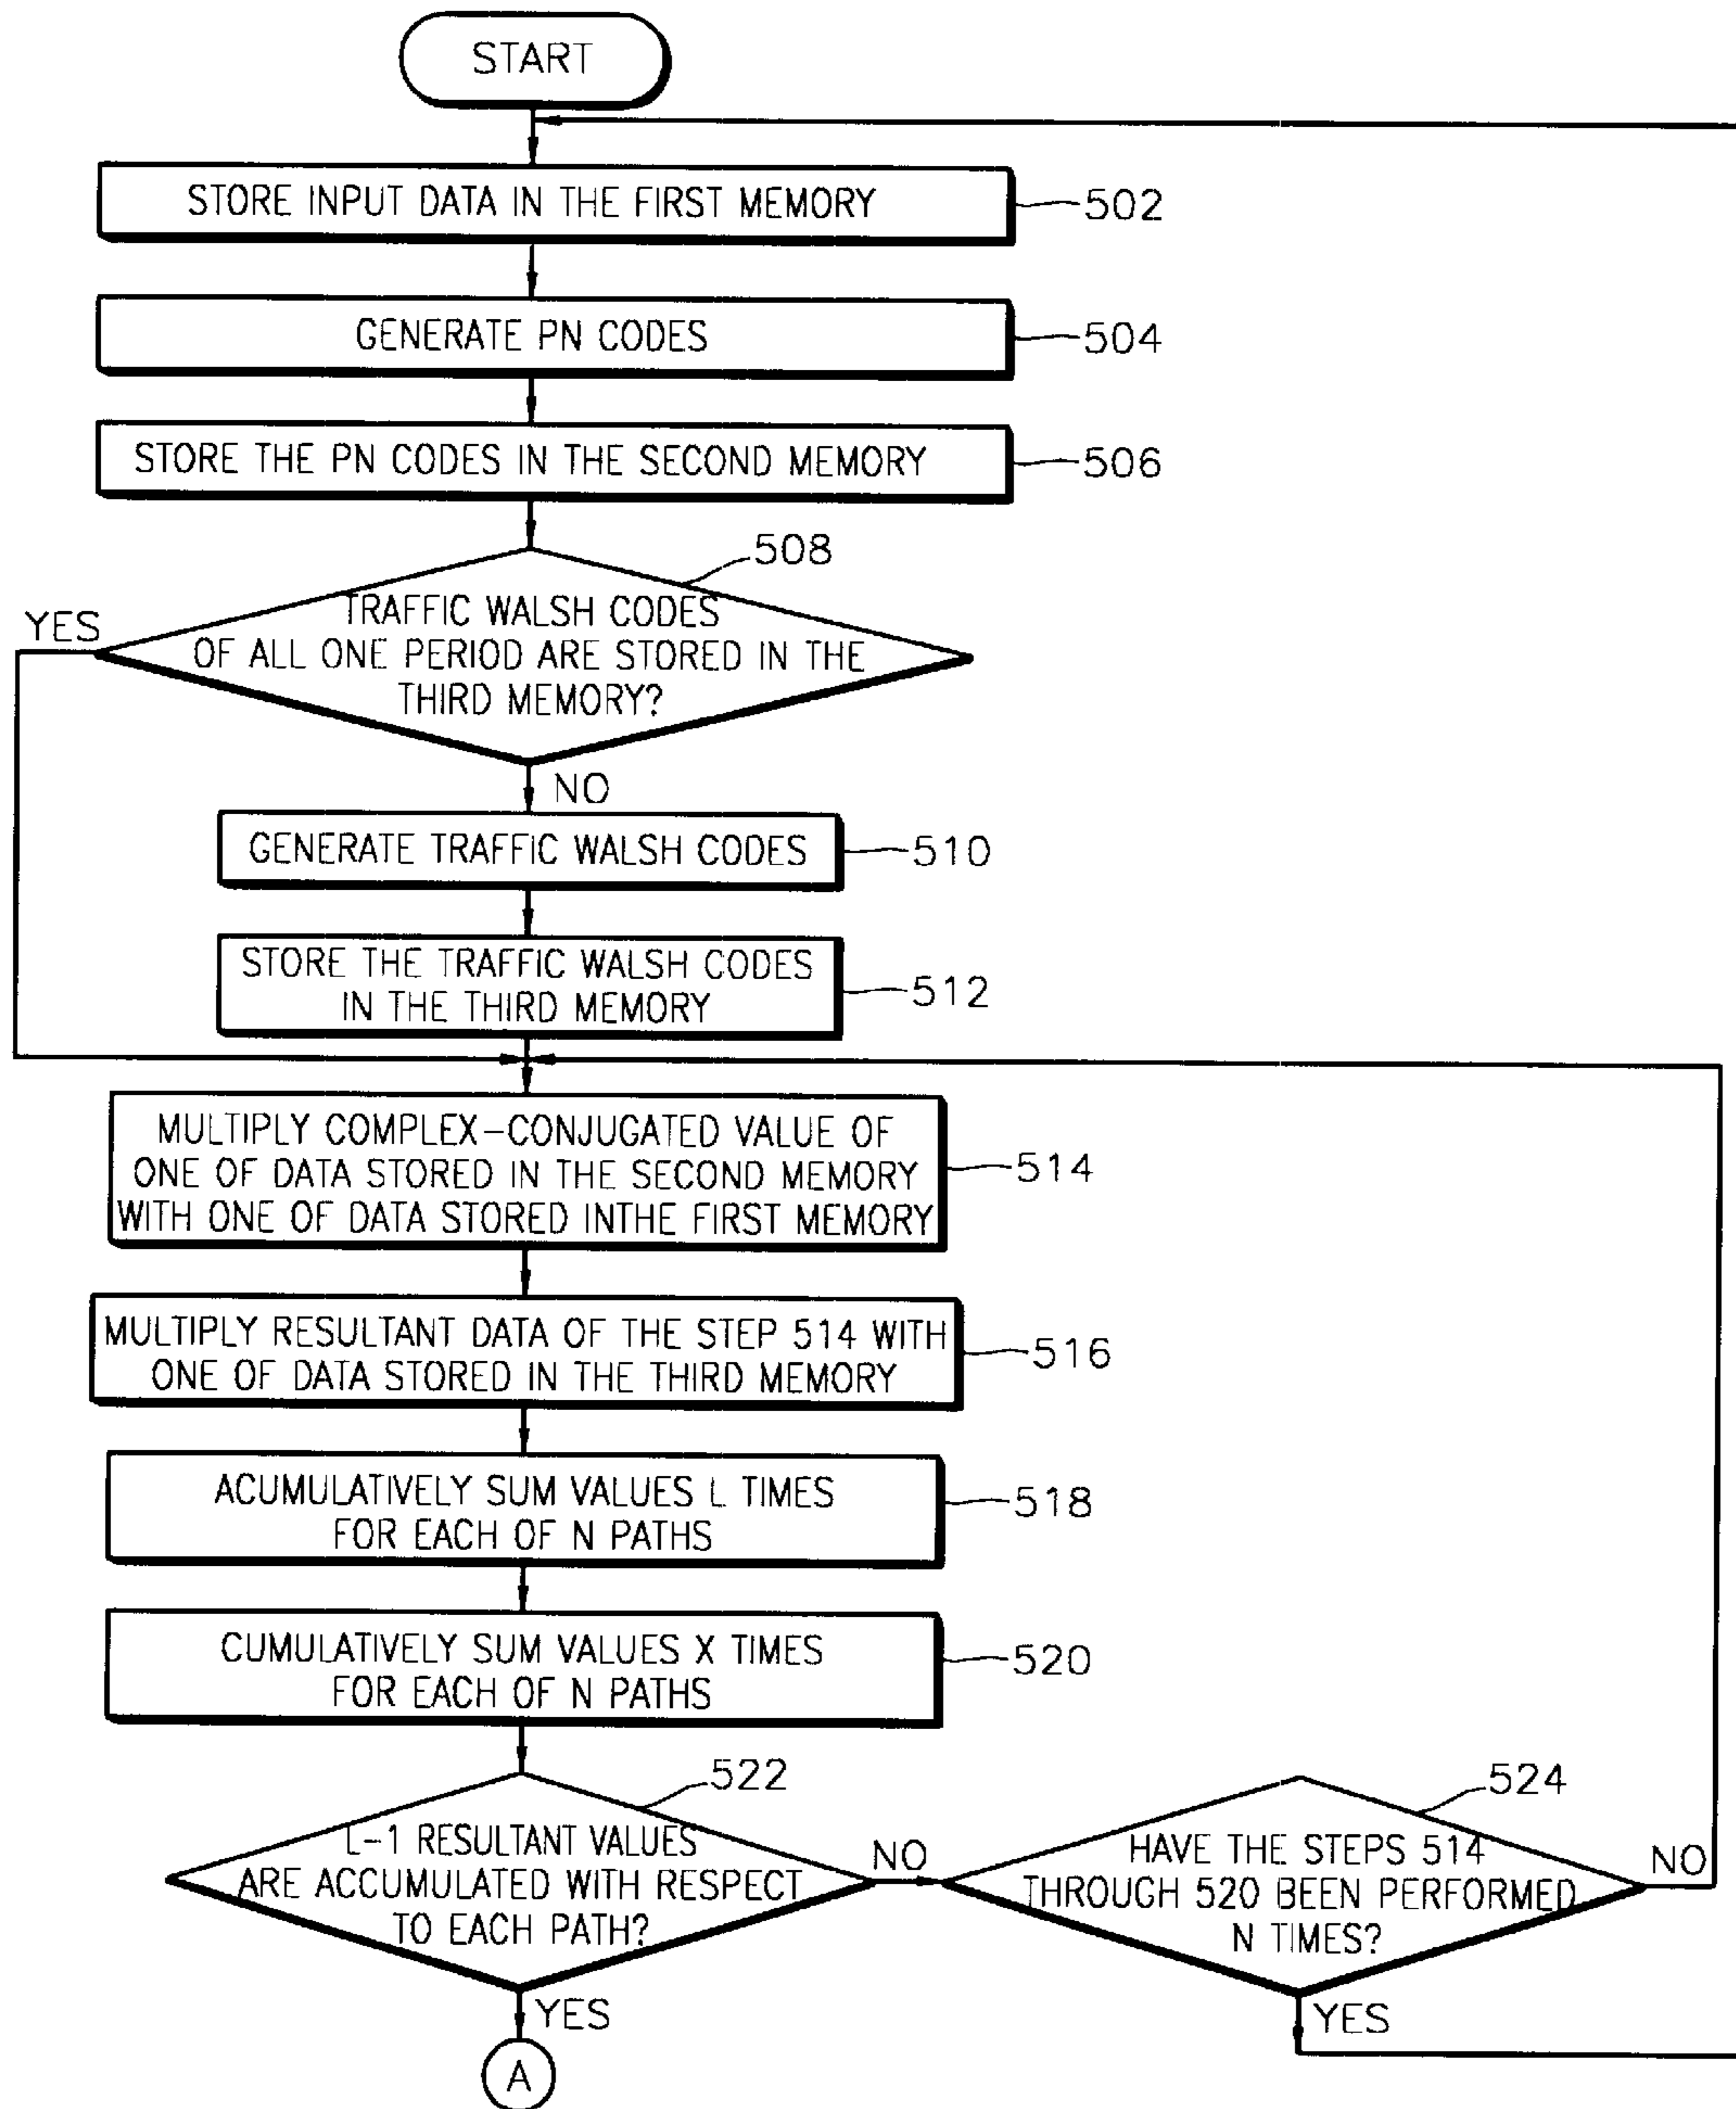 START
STORE INPUT DATA IN THE FIRST MEMORY
502
GENERATE PN CODES
504
STORE THE PN CODES IN THE SECOND MEMORY
506
508
YES
TRAFFIC WALSH CODES
OF ALL ONE PERIOD ARE STORED IN THE
THIRD MEMORY?
NO
GENERATE TRAFFIC WALSH CODES
510
STORE THE TRAFFIC WALSH CODES
IN THE THIRD MEMORY
512
MULTIPLY COMPLEX-CONJUGATED VALUE OF
ONE OF DATA STORED IN THE SECOND MEMORY
WITH ONE OF DATA STORED INTHE FIRST MEMORY
514
MULTIPLY RESULTANT DATA OF THE STEP 514 WITH
ONE OF DATA STORED IN THE THIRD MEMORY
516
ACUMULATIVELY SUM VALUES L TIMES
FOR EACH OF N PATHS
518
CUMULATIVELY SUM VALUES X TIMES
FOR EACH OF N PATHS
520
522
L-1 RESULTANT VALUES
ARE ACCUMULATED WITH RESPECT
TO EACH PATH?
NO
524
HAVE THE STEPS 514
THROUGH 520 BEEN PERFORMED
N TIMES?
NO
YES
YES
A